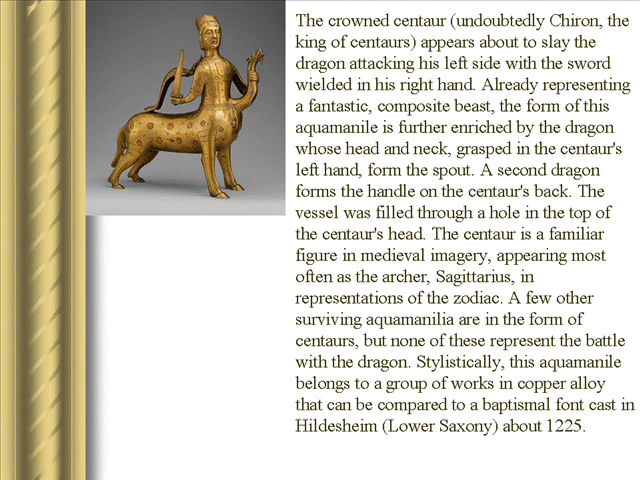 The crowned centaur (undoubtedly Chiron, the
king of centaurs) appears about to slay the
dragon attacking his left side with the sword
wielded in his right hand. Already representing
a fantastic, composite beast, the form of this
aquamanile is further enriched by the dragon
whose head and neck, grasped in the centaur's
left hand, form the spout. A second dragon
forms the handle on the centaur's back. The
vessel was filled through a hole in the top of
the centaur's head. The centaur is a familiar
figure in medieval imagery, appearing most
often as the archer, Sagittarius, in
representations of the zodiac. A few other
surviving aquamanilia are in the form of
centaurs, but none of these represent the battle
with the dragon. Stylistically, this aquamanile
belongs to a group of works in copper alloy
that can be compared to a baptismal font cast in
Hildesheim (Lower Saxony) about 1225.